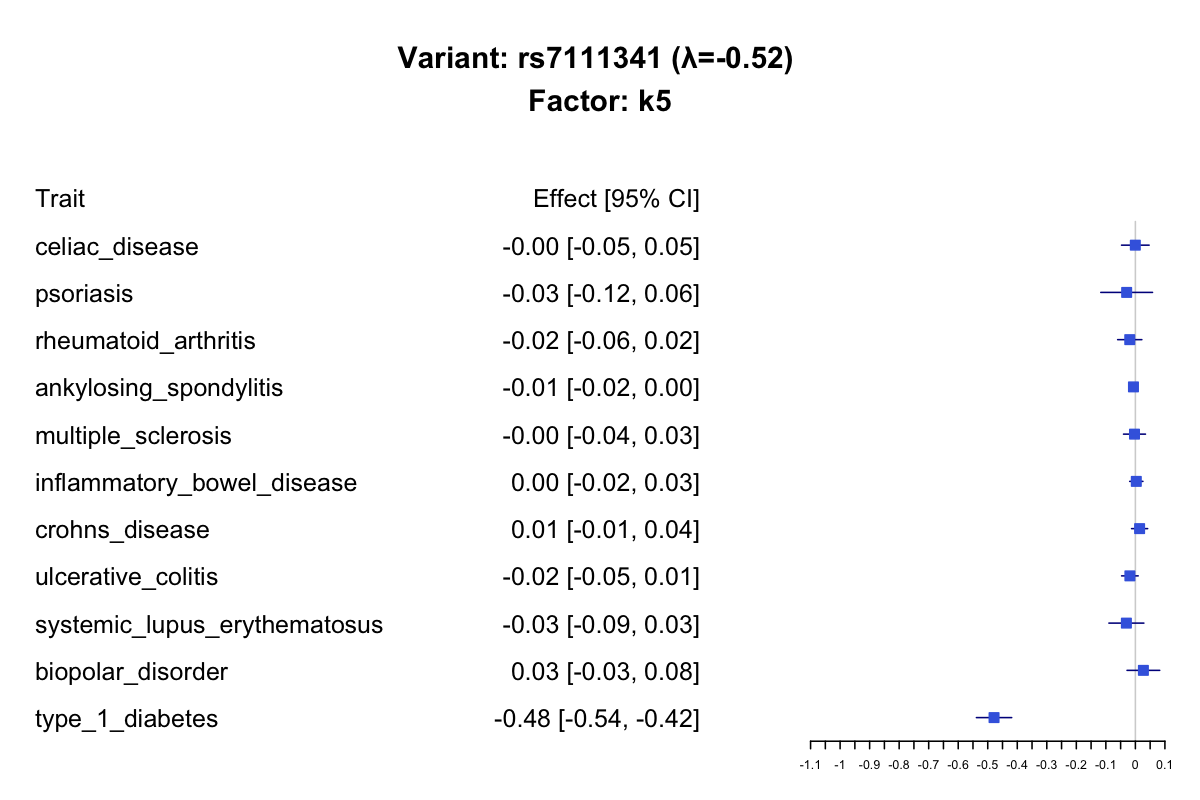 Variant: rs7111341 (λ=-0.52)
Factor: k5
Trait Effect [95% CI]
celiac_disease -0.00 [-0.05, 0.05]
psoriasis -0.03 [-0.12, 0.06]
rheumatoid_arthritis -0.02 [-0.06, 0.02]
ankylosing_spondylitis -0.01 [-0.02, 0.00]
multiple_sclerosis -0.00 [-0.04, 0.03]
inflammatory_bowel_disease 0.00 [-0.02, 0.03]
crohns_disease 0.01 [-0.01, 0.04]
ulcerative_colitis -0.02 [-0.05, 0.01]
systemic_lupus_erythematosus -0.03 [-0.09, 0.03]
biopolar_disorder 0.03 [-0.03, 0.08]
type_1_diabetes -0.48 [-0.54, -0.42]
-1.1 -1 -0.9 -0.8 -0.7 -0.6 -0.5 -0.4 -0.3 -0.2 -0.1 0 0.1